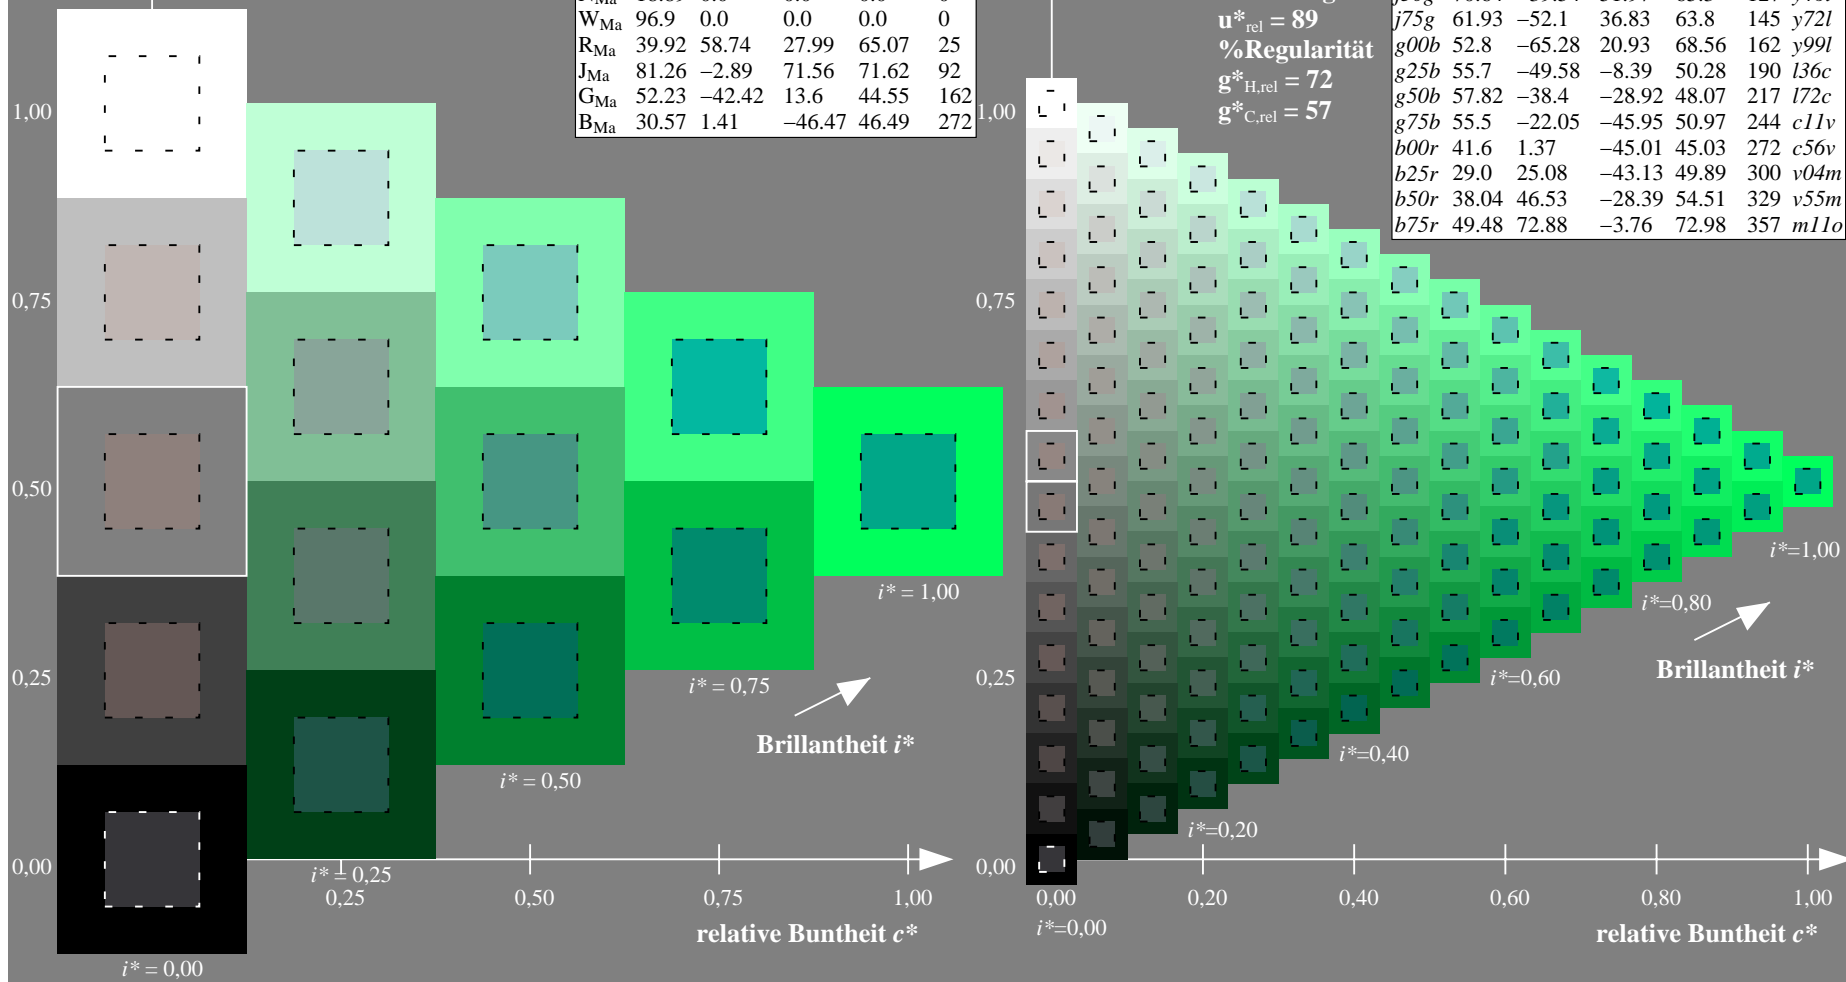 W_Ma 96.9 0.0 0.0 0.0 0
R_Ma 39.92 58.74 27.99 65.07 25
J_Ma 81.26 −2.89 71.56 71.62 92
G_Ma 52.23 −42.42 13.6 44.55 162
B_Ma 30.57 1.41 −46.47 46.49 272
u*rel = 89
%Regularität
g*H,rel = 72
g*C,rel = 57
j75g 61.93 −52.1 36.83 63.8 145 y72l
g00b 52.8 −65.28 20.93 68.56 162 y99l
g25b 55.7 −49.58 −8.39 50.28 190 l36c
g50b 57.82 −38.4 −28.92 48.07 217 l72c
g75b 55.5 −22.05 −45.95 50.97 244 c11v
b00r 41.6 1.37 −45.01 45.03 272 c56v
b25r 29.0 25.08 −43.13 49.89 300 v04m
b50r 38.04 46.53 −28.39 54.51 329 v55m
b75r 49.48 72.88 −3.76 72.98 357 m11o
1,00
0,75
0,50
0,25
0,00
i* = 1,00
i* = 0,75
Brillantheit i*
i* = 0,50
i* = 0,25
0,25 0,50 0,75 1,00
relative Buntheit c*
i* = 0,00
1,00
0,75
0,50
0,25
0,00
i*=1,00
i*=0,80
Brillantheit i*
i*=0,60
i*=0,40
i*=0,20
0,00 0,20 0,40 0,60 0,80 1,00
i*=0,00
relative Buntheit c*